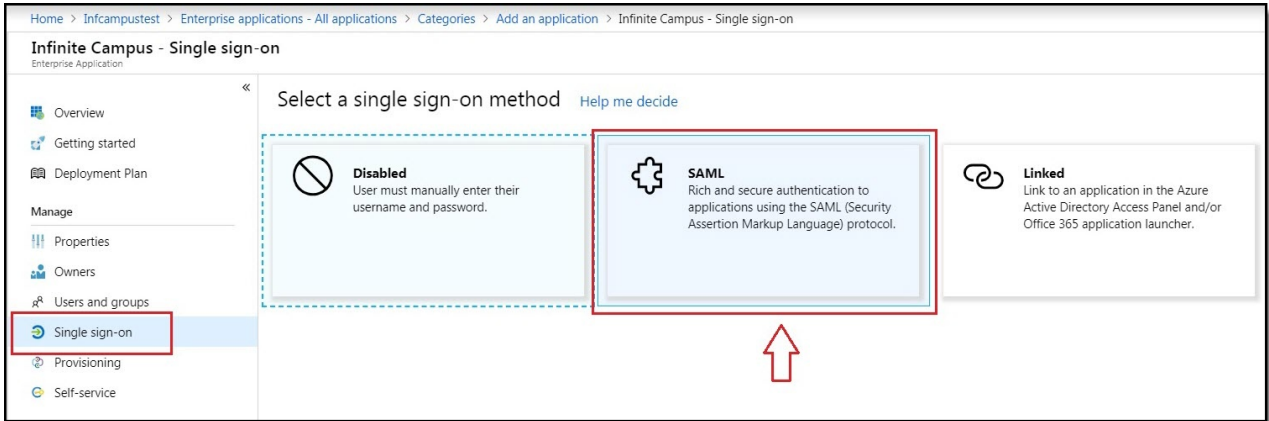 Home > Infcampustest > Enterprise applications - All applications > Categories > Add an application > Infinite Campus - Single sign-on
Infinite Campus - Single sign-on
Enterprise Application
«
Overview
Getting started
Deployment Plan
Manage
Properties
Owners
Users and groups
Single sign-on
Provisioning
Self-service
Select a single sign-on method Help me decide
Disabled
User must manually enter their
username and password.
SAML
Rich and secure authentication to
applications using the SAML (Security
Assertion Markup Language) protocol.
Linked
Link to an application in the Azure
Active Directory Access Panel and/or
Office 365 application launcher.